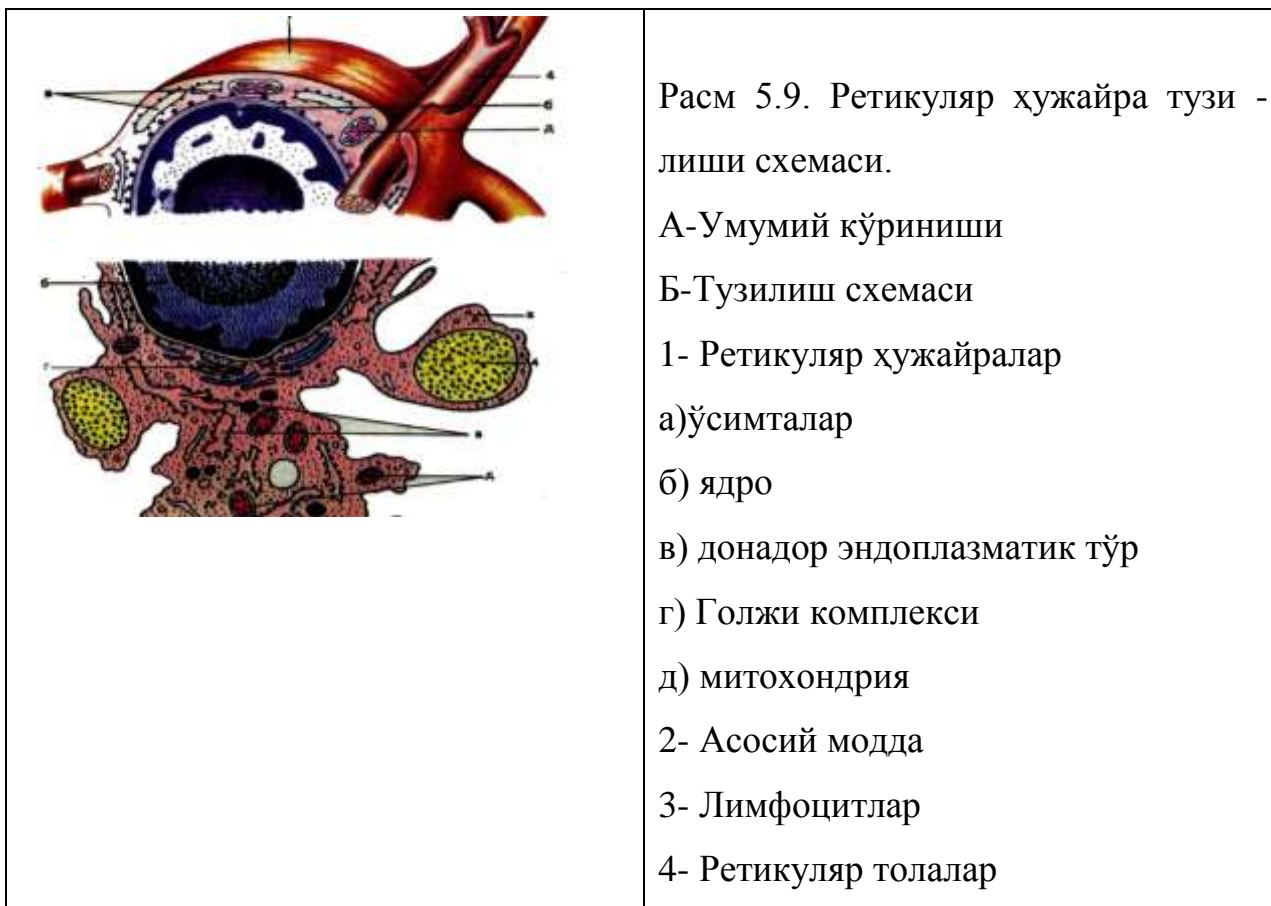 4
б
д
б
г
в
д
Расм 5.9. Ретикуляр ҳужайра тузи -
лиши схемаси.
А-Умумий кўриниши
Б-Тузилиш схемаси
1- Ретикуляр ҳужайралар
а)ўсимталар
б) ядро
в) донадор эндоплазматик тўр
г) Голжи комплекси
д) митохондрия
2- Асосий модда
3- Лимфоцитлар
4- Ретикуляр толалар